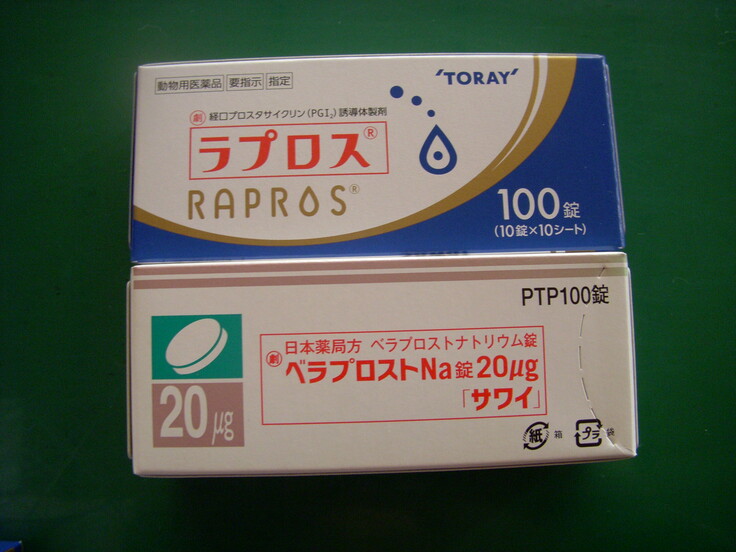 動物用医薬品 要指示 指定
'TORAY'
劇 経口プロスタサイクリン(PGI₂)誘導体製剤
ラプロス®
RAPROS®
100錠
(10錠×10シート)
PTP100錠
日本薬局方 ベラプロストナトリウム錠
劇 ベラプロストNa錠20μg
「サワイ」
20μg
紙 箱 プラ 袋